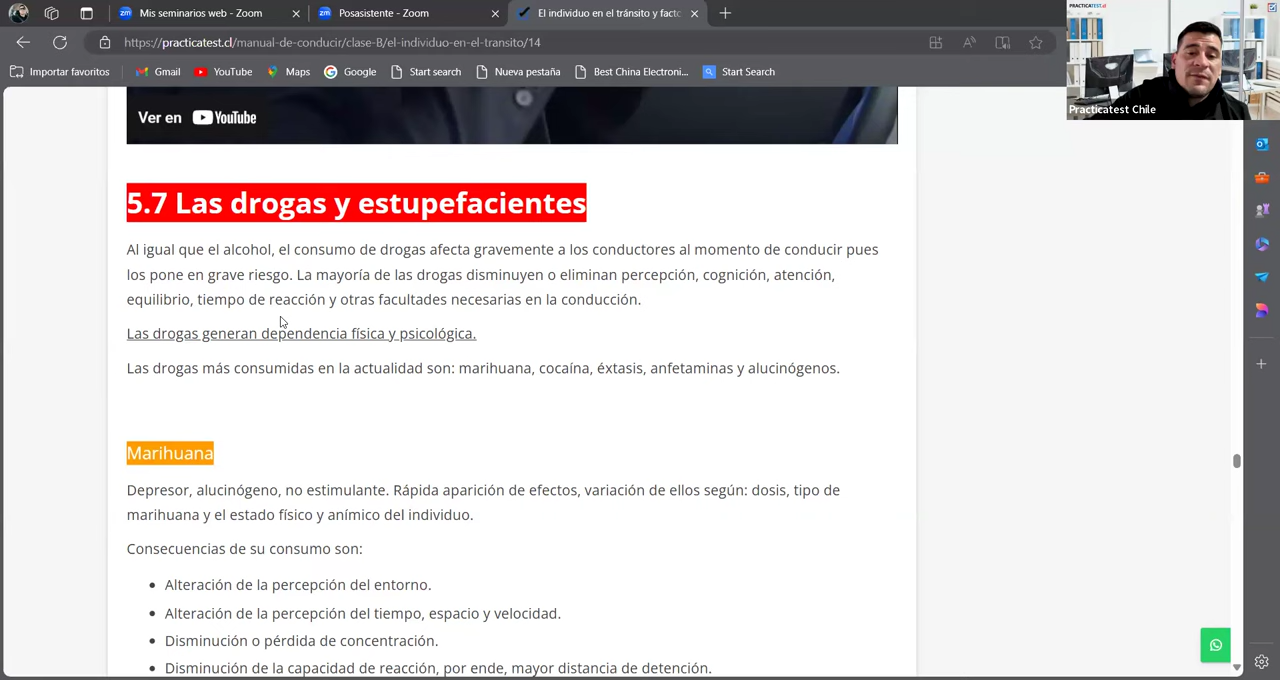 Mis seminarios web - Zoom
Posasistente - Zoom
El individuo en el tránsito y facto
https://practicatest.cl/manual-de-conducir/clase-B/el-individuo-en-el-transito/14
Importar favoritos
Gmail
YouTube
Maps
Google
Start search
Nueva pestaña
Best China Electroni...
Start Search
PRACTICATEST.cl
Practicatest Chile
Ver en YouTube
5.7 Las drogas y estupefacientes
Al igual que el alcohol, el consumo de drogas afecta gravemente a los conductores al momento de conducir pues
los pone en grave riesgo. La mayoría de las drogas disminuyen o eliminan percepción, cognición, atención,
equilibrio, tiempo de reacción y otras facultades necesarias en la conducción.
Las drogas generan dependencia física y psicológica.
Las drogas más consumidas en la actualidad son: marihuana, cocaína, éxtasis, anfetaminas y alucinógenos.
Marihuana
Depresor, alucinógeno, no estimulante. Rápida aparición de efectos, variación de ellos según: dosis, tipo de
marihuana y el estado físico y anímico del individuo.
Consecuencias de su consumo son:
Alteración de la percepción del entorno.
Alteración de la percepción del tiempo, espacio y velocidad.
Disminución o pérdida de concentración.
Disminución de la capacidad de reacción, por ende, mayor distancia de detención.